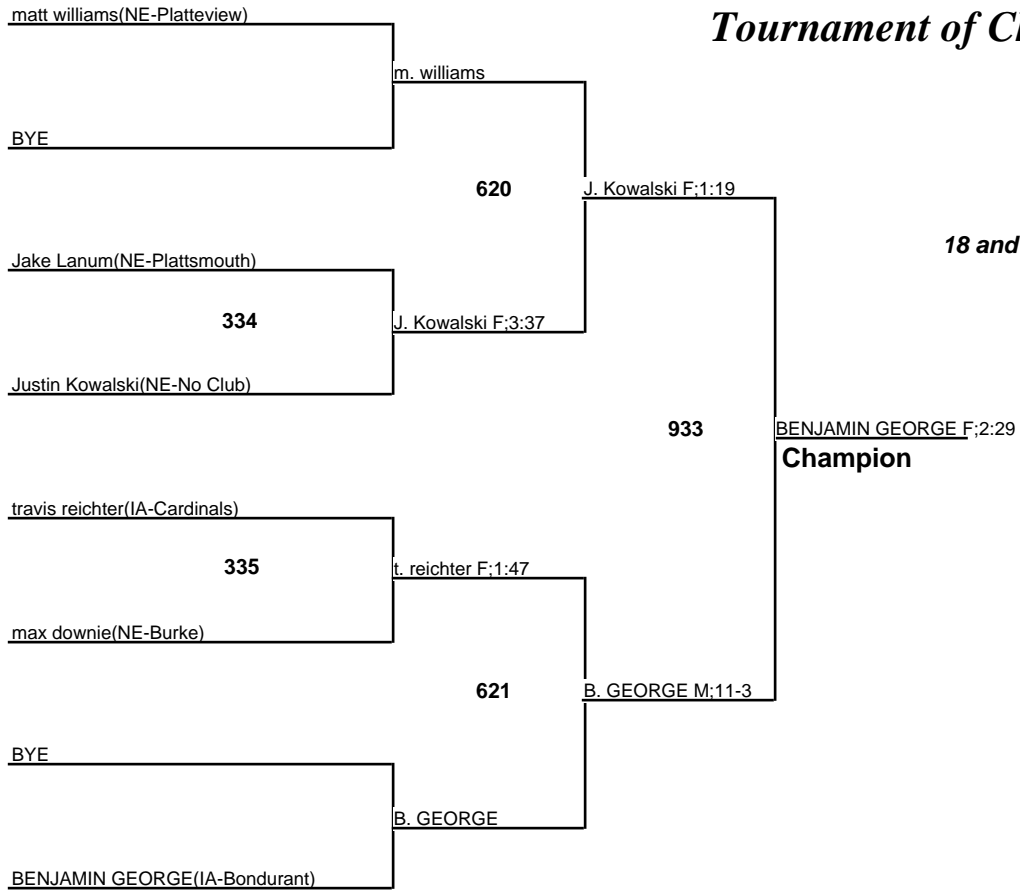 matt williams(NE-Platteview)
Tournament of
m. williams
BYE
620
J. Kowalski F;1:19
18 and
Jake Lanum(NE-Plattsmouth)
334
J. Kowalski F;3:37
Justin Kowalski(NE-No Club)
933
BENJAMIN GEORGE F;2:29
Champion
travis reichter(IA-Cardinals)
335
t. reichter F;1:47
max downie(NE-Burke)
621
B. GEORGE M;11-3
BYE
B. GEORGE
BENJAMIN GEORGE(IA-Bondurant)